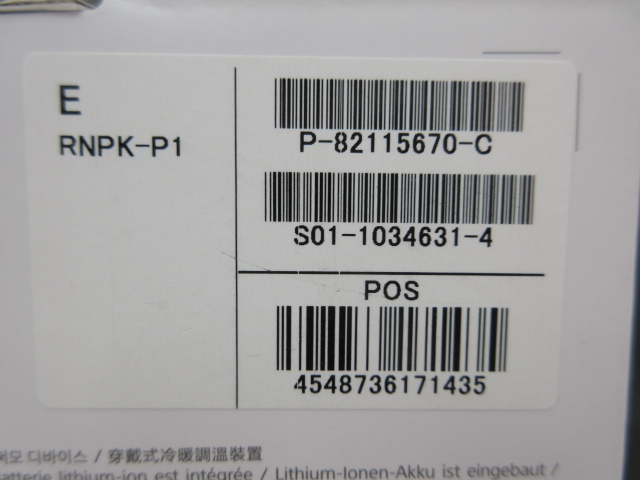 E
RNPK-P1
P-82115670-C
S01-1034631-4
POS
4548736171435
디바이스 / 穿戴式冷暖調溫裝置
lithium-ion est intégrée / Lithium-Ionen-Akku ist eingebaut /